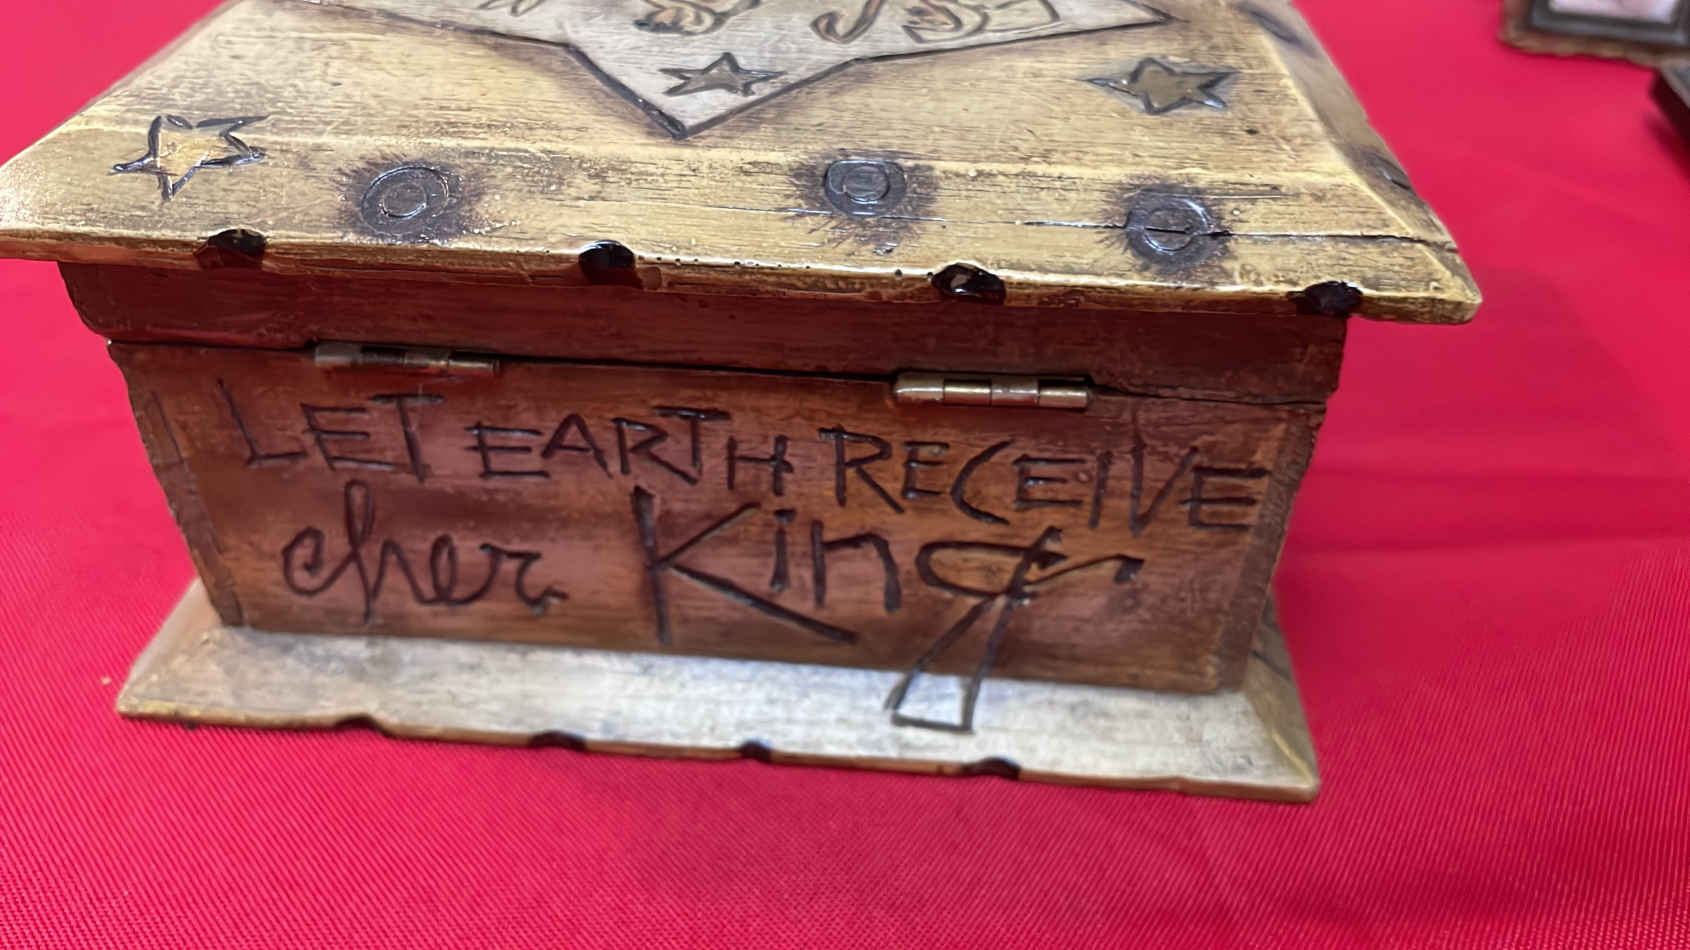 LET EARTH RECEIVE
cher King